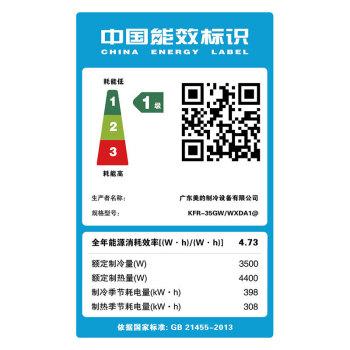 中国能效标识
CHINA ENERGY LABEL
耗能低
1
1级
2
3
耗能高
生产者名称: 广东美的制冷设备有限公司
规格型号: KFR-35GW/WXDA1@
全年能源消耗效率[(W·h)/(W·h)] 4.73
额定制冷量(W) 3500
额定制热量(W) 4400
制冷季节耗电量(kW·h) 398
制热季节耗电量(kW·h) 308
依据国家标准: GB 21455-2013